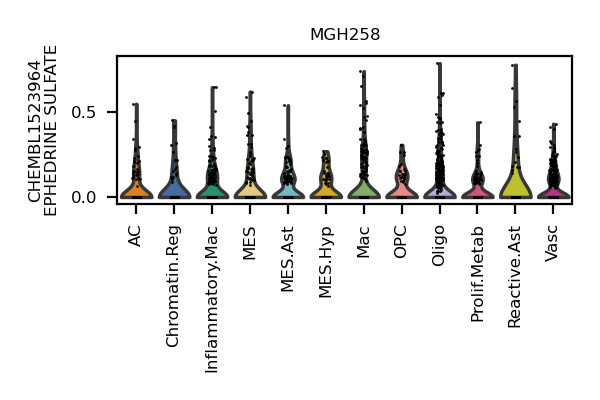 MGH258
CHEMBL1523964
EPHEDRINE SULFATE
0.5
0.0
AC
Chromatin.Reg
Inflammatory.Mac
MES
MES.Ast
MES.Hyp
Mac
OPC
Oligo
Prolif.Metab
Reactive.Ast
Vasc